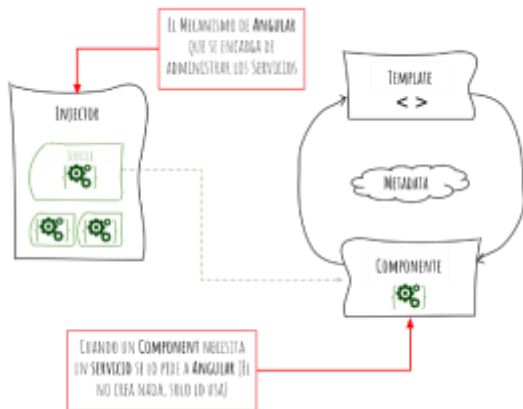 El Mecanismo de Angular
que se encarga de
administrar los Servicios
Injector
Service
{ }
{ } { }
Template
< >
Metadata
Componente
{ }
Cuando un Component necesita
un servicio se lo pide a Angular (El
no crea nada, solo lo usa)